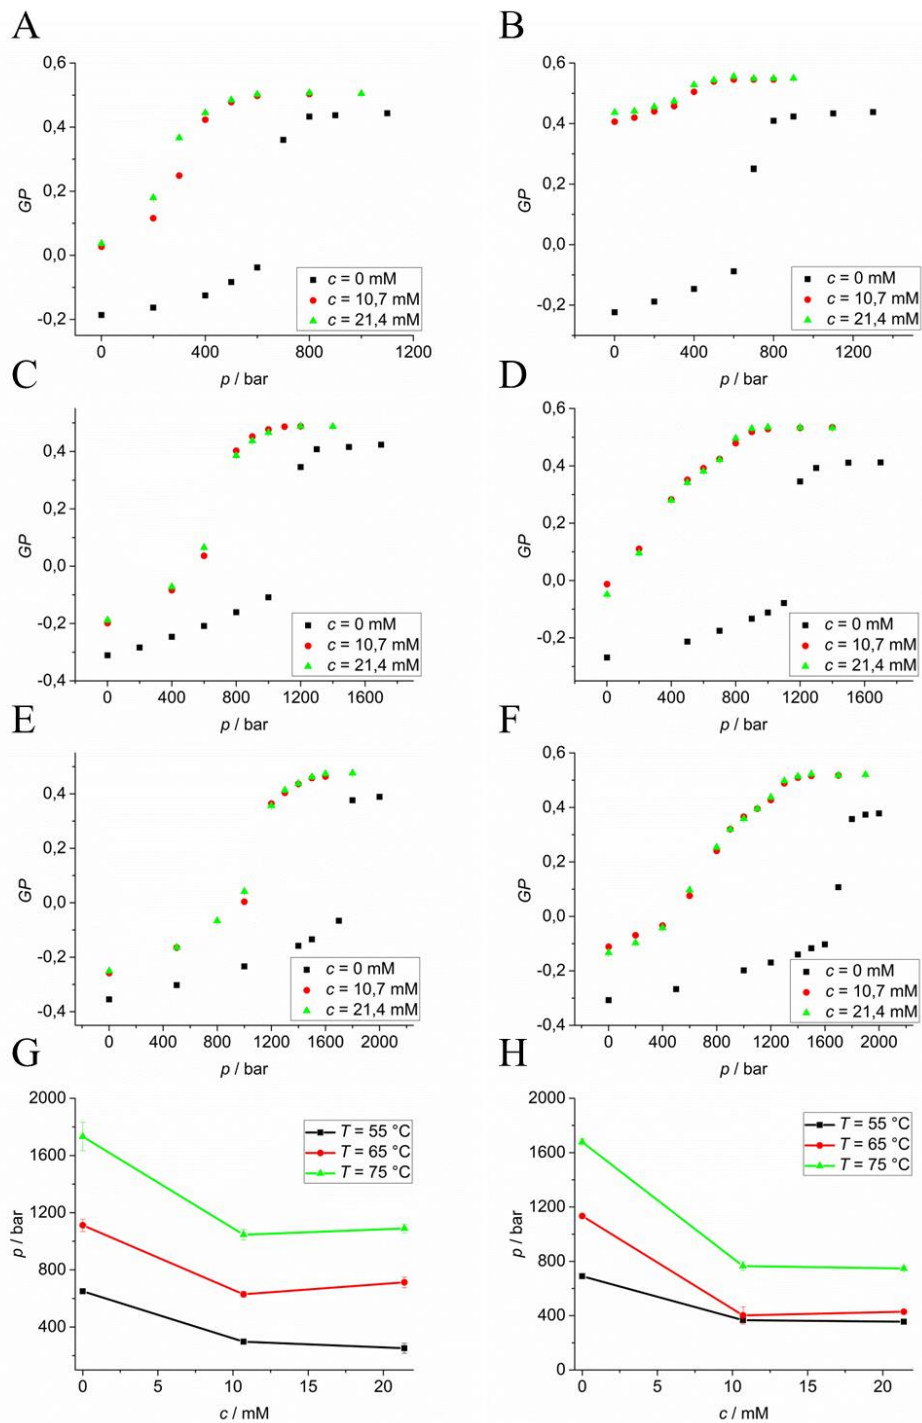 A
0,6
0,4
0,2
0,0
-0,2
GP
0
400
800
1200
p / bar
c = 0 mM
c = 10,7 mM
c = 21,4 mM
B
0,6
0,4
0,2
0,0
-0,2
GP
0
400
800
1200
p / bar
c = 0 mM
c = 10,7 mM
c = 21,4 mM
C
0,4
0,2
0,0
-0,2
-0,4
GP
0
400
800
1200
1600
p / bar
c = 0 mM
c = 10,7 mM
c = 21,4 mM
D
0,6
0,4
0,2
0,0
-0,2
GP
0
400
800
1200
1600
p / bar
c = 0 mM
c = 10,7 mM
c = 21,4 mM
E
0,4
0,2
0,0
-0,2
-0,4
GP
0
400
800
1200
1600
2000
p / bar
c = 0 mM
c = 10,7 mM
c = 21,4 mM
F
0,6
0,4
0,2
0,0
-0,2
-0,4
GP
0
400
800
1200
1600
2000
p / bar
c = 0 mM
c = 10,7 mM
c = 21,4 mM
G
2000
1600
1200
800
400
p / bar
0
5
10
15
20
c / mM
T = 55 °C
T = 65 °C
T = 75 °C
H
2000
1600
1200
800
400
0
p / bar
0
5
10
15
20
c / mM
T = 55 °C
T = 65 °C
T = 75 °C